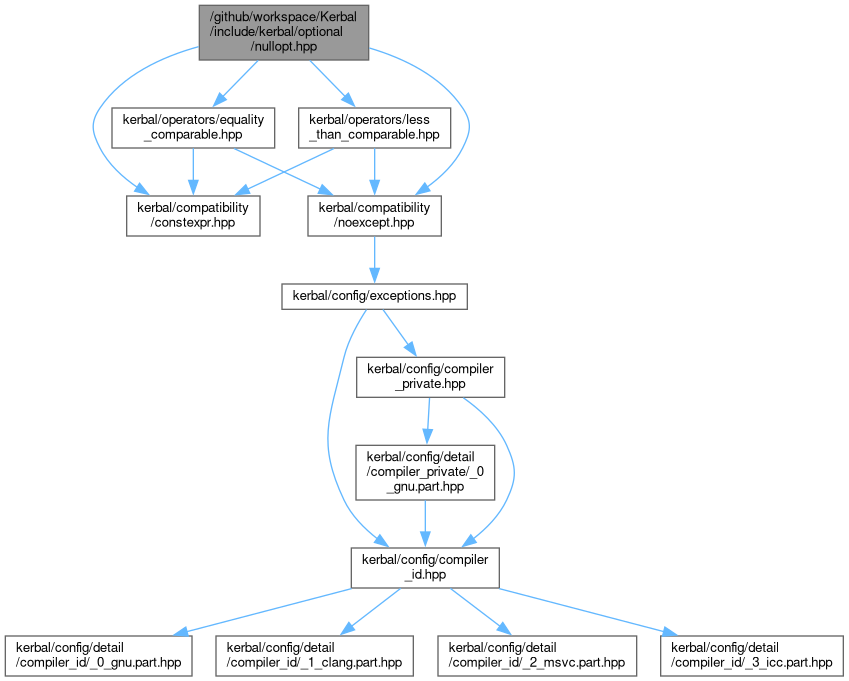 /github/workspace/Kerbal
/include/kerbal/optional
/nullopt.hpp
kerbal/operators/equality
_comparable.hpp
kerbal/operators/less
_than_comparable.hpp
kerbal/compatibility
/constexpr.hpp
kerbal/compatibility
/noexcept.hpp
kerbal/config/exceptions.hpp
kerbal/config/compiler
_private.hpp
kerbal/config/detail
/compiler_private/_0
_gnu.part.hpp
kerbal/config/compiler
_id.hpp
kerbal/config/detail
/compiler_id/_0_gnu.part.hpp
kerbal/config/detail
/compiler_id/_1_clang.part.hpp
kerbal/config/detail
/compiler_id/_2_msvc.part.hpp
kerbal/config/detail
/compiler_id/_3_icc.part.hpp